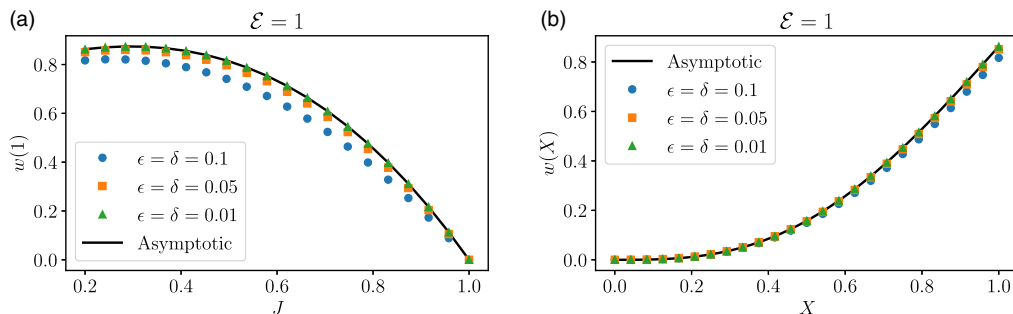 (a)
ℰ = 1
w(1)
0.8
0.6
0.4
0.2
0.0
ϵ = δ = 0.1
ϵ = δ = 0.05
ϵ = δ = 0.01
Asymptotic
0.2 0.4 0.6 0.8 1.0
J
(b)
ℰ = 1
w(X)
0.8
0.6
0.4
0.2
0.0
Asymptotic
ϵ = δ = 0.1
ϵ = δ = 0.05
ϵ = δ = 0.01
0.0 0.2 0.4 0.6 0.8 1.0
X